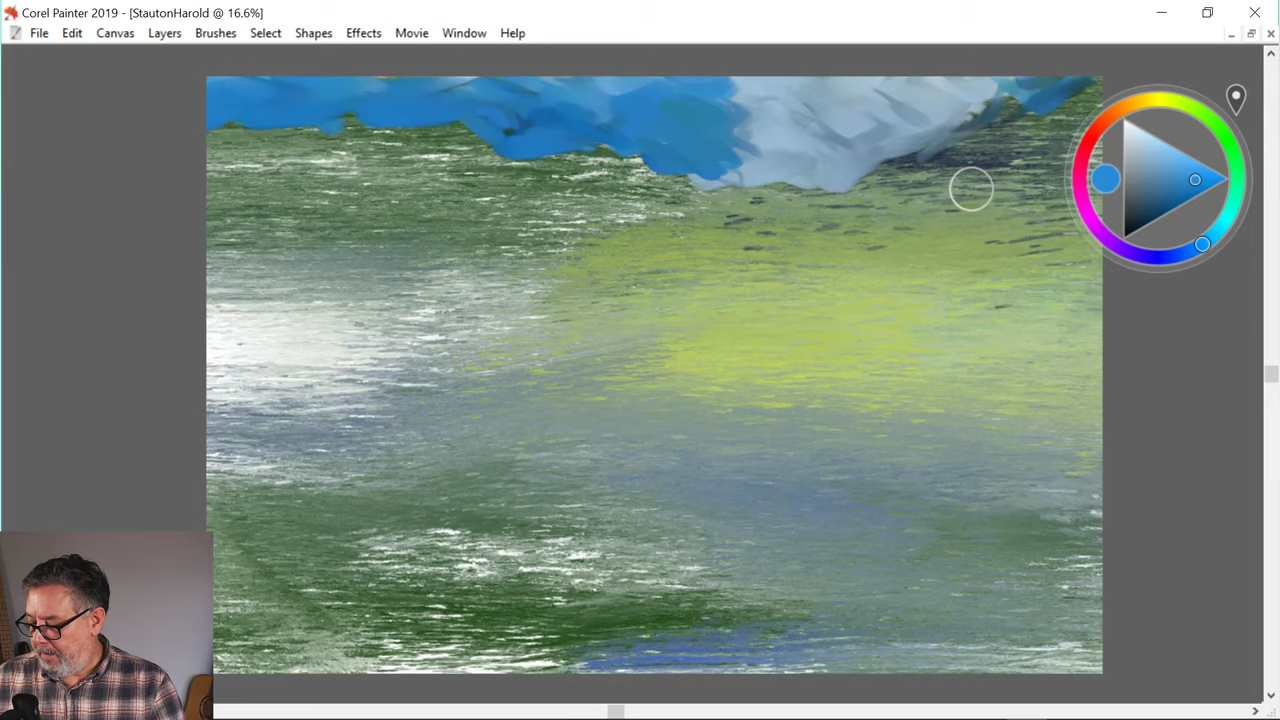 Corel Painter 2019 - [StautonHarold @ 16.6%]
File Edit Canvas Layers Brushes Select Shapes Effects Movie Window Help